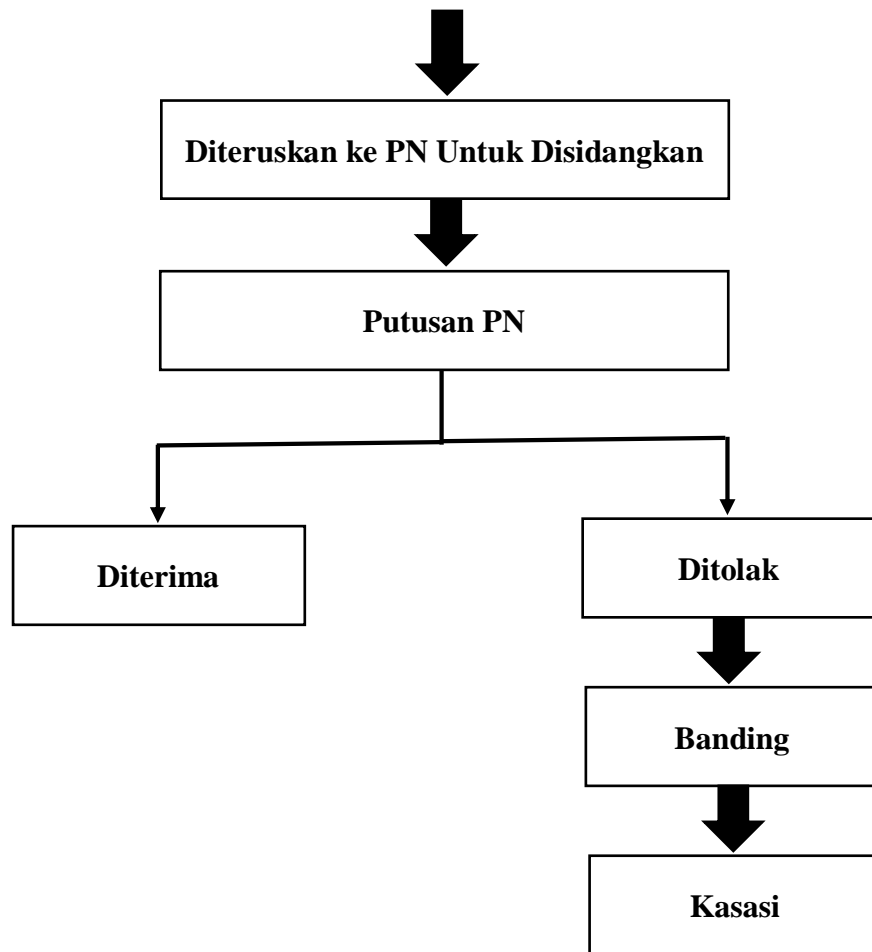 Diteruskan ke PN Untuk Disidangkan
Putusan PN
Diterima
Ditolak
Banding
Kasasi